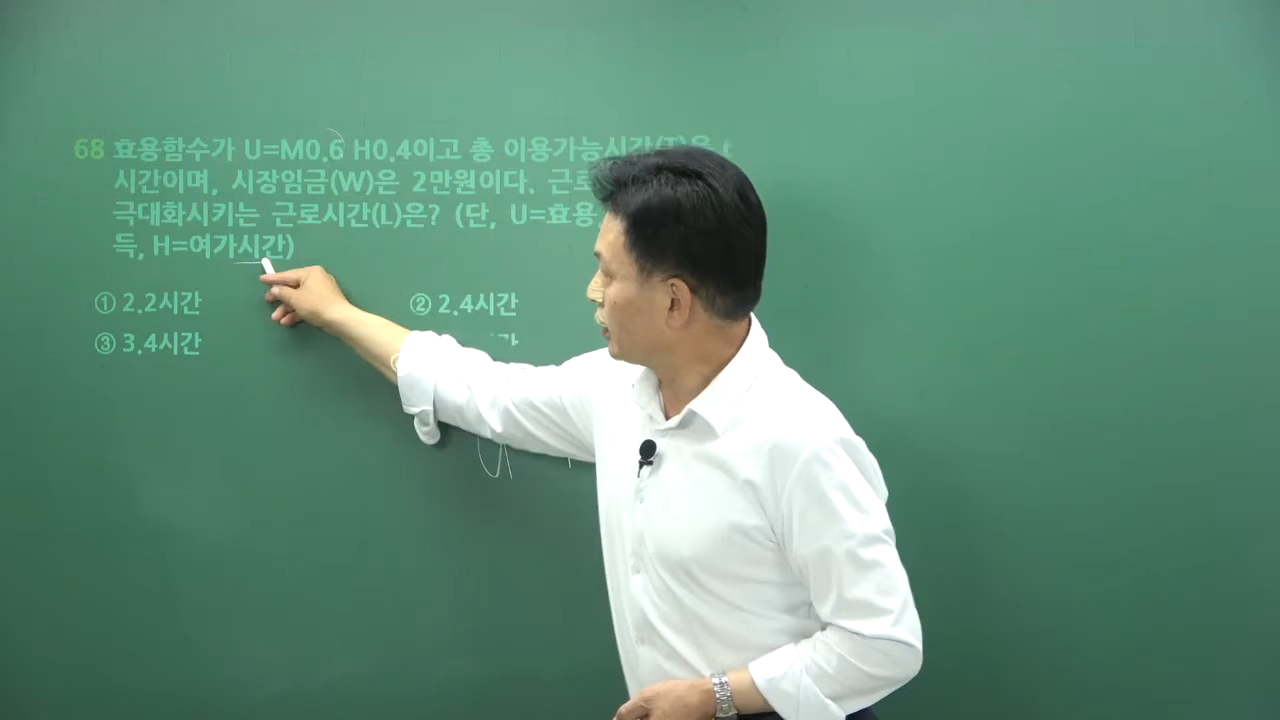 68 효용함수가 U=M0.6 H0.4이고 총 이용가능시간(T)은
시간이며, 시장임금(W)은 2만원이다. 근로
극대화시키는 근로시간(L)은? (단, U=효용
득, H=여가시간)
① 2.2시간 ② 2.4시간
③ 3.4시간